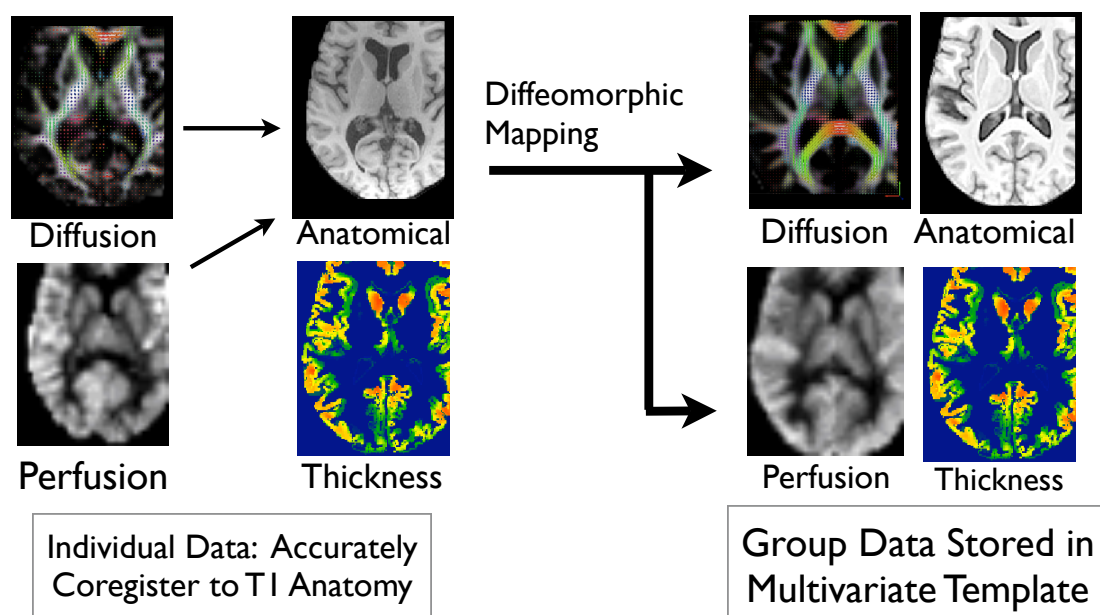 Diffusion
Anatomical
Perfusion
Thickness
Individual Data: Accurately
Coregister to T1 Anatomy
Diffeomorphic
Mapping
Diffusion
Anatomical
Perfusion
Thickness
Group Data Stored in
Multivariate Template